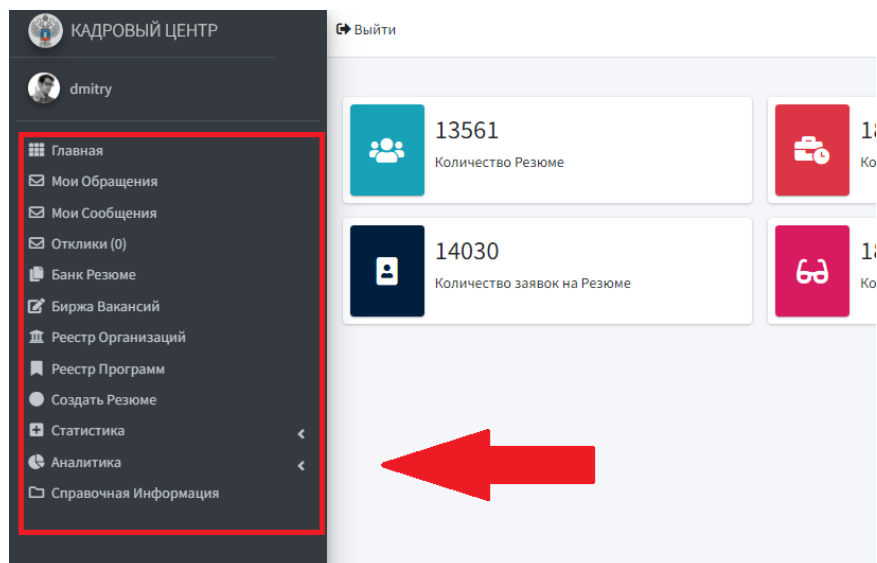 КАДРОВЫЙ ЦЕНТР
Выйти
dmitry
Главная
Мои Обращения
Мои Сообщения
Отклики (0)
Банк Резюме
Биржа Вакансий
Реестр Организаций
Реестр Программ
Создать Резюме
Статистика
Аналитика
Справочная Информация
13561
Количество Резюме
14030
Количество заявок на Резюме